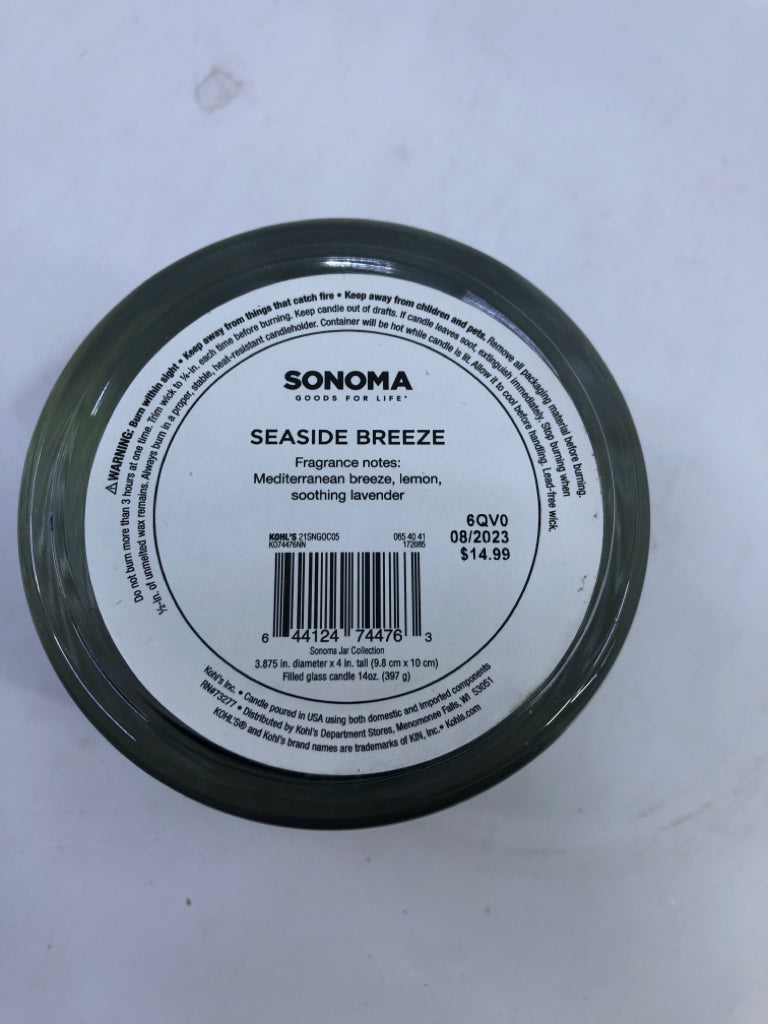 ⚠WARNING: Burn within sight • Keep away from things that catch fire • Keep away from children and pets. Remove all packaging material before burning.
Do not burn more than 3 hours at one time. Trim wick to ¼-in. each time before burning. Keep candle out of drafts. If candle leaves soot, extinguish immediately. Stop burning when
½-in. of unmelted wax remains. Always burn in a proper, stable, heat-resistant candleholder. Container will be hot while candle is lit. Allow it to cool before handling. Lead-free wick.
SONOMA
GOODS FOR LIFE
SEASIDE BREEZE
Fragrance notes:
Mediterranean breeze, lemon,
soothing lavender
6QV0
08/2023
$14.99
KOHL'S 21SNGOC05 065 40 41
KO74476NN 172085
6 44124 74476 3
Sonoma Jar Collection
3.875 in. diameter x 4 in. tall (9.8 cm x 10 cm)
Filled glass candle 14oz. (397 g)
Kohl's Inc. • Candle poured in USA using both domestic and imported components
RN#73277 • Distributed by Kohl's Department Stores, Menomonee Falls, WI 53051
KOHL'S® and Kohl's brand names are trademarks of KIN, Inc. • Kohls.com